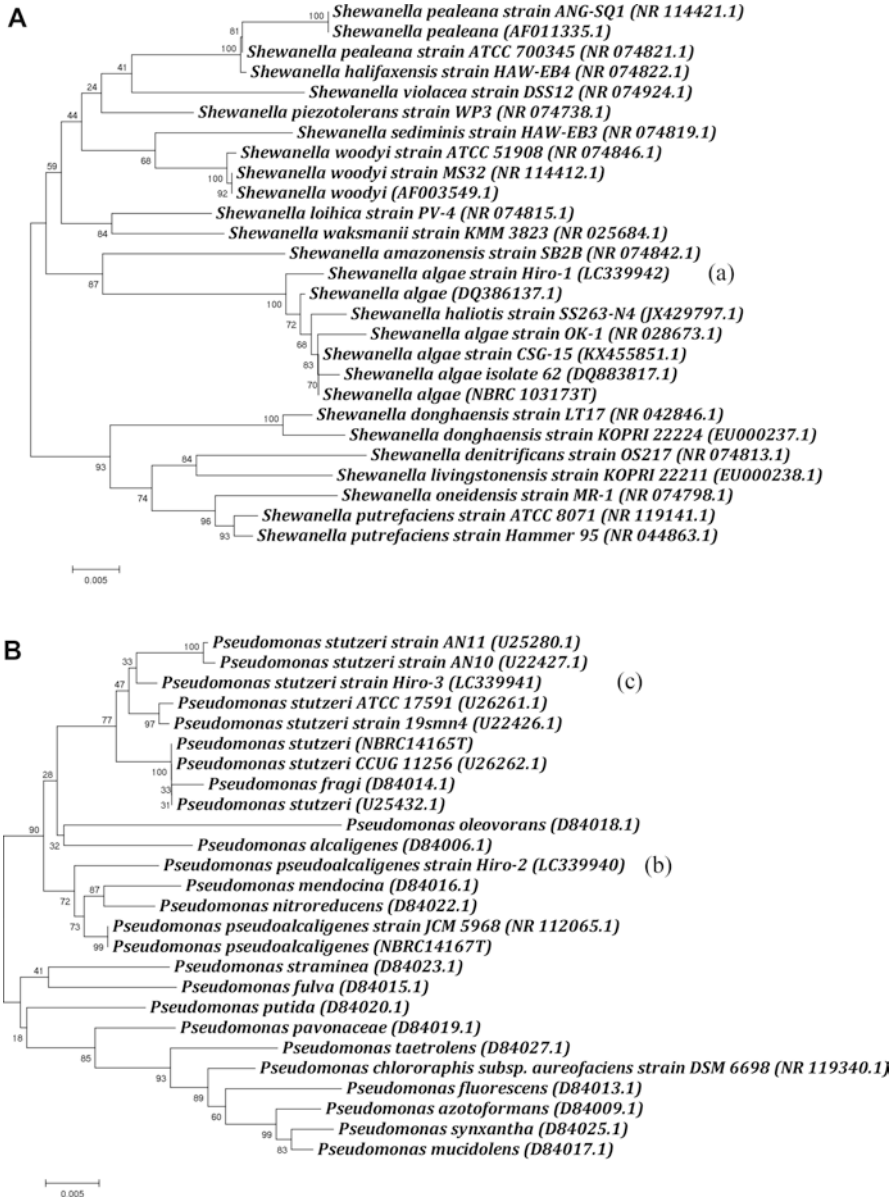 A
Shewanella pealeana strain ANG-SQ1 (NR 114421.1)
Shewanella pealeana (AF011335.1)
Shewanella pealeana strain ATCC 700345 (NR 074821.1)
Shewanella halifaxensis strain HAW-EB4 (NR 074822.1)
Shewanella violacea strain DSS12 (NR 074924.1)
Shewanella piezotolerans strain WP3 (NR 074738.1)
Shewanella sediminis strain HAW-EB3 (NR 074819.1)
Shewanella woodyi strain ATCC 51908 (NR 074846.1)
Shewanella woodyi strain MS32 (NR 114412.1)
Shewanella woodyi (AF003549.1)
Shewanella loihica strain PV-4 (NR 074815.1)
Shewanella waksmanii strain KMM 3823 (NR 025684.1)
Shewanella amazonensis strain SB2B (NR 074842.1)
Shewanella algae strain Hiro-1 (LC339942) (a)
Shewanella algae (DQ386137.1)
Shewanella haliotis strain SS263-N4 (JX429797.1)
Shewanella algae strain OK-1 (NR 028673.1)
Shewanella algae strain CSG-15 (KX455851.1)
Shewanella algae isolate 62 (DQ883817.1)
Shewanella algae (NBRC 103173T)
Shewanella donghaensis strain LT17 (NR 042846.1)
Shewanella donghaensis strain KOPRI 22224 (EU000237.1)
Shewanella denitrificans strain OS217 (NR 074813.1)
Shewanella livingstonensis strain KOPRI 22211 (EU000238.1)
Shewanella oneidensis strain MR-1 (NR 074798.1)
Shewanella putrefaciens strain ATCC 8071 (NR 119141.1)
Shewanella putrefaciens strain Hammer 95 (NR 044863.1)
100
81
100
41
24
44
68
100
92
59
84
87
100
72
68
83
70
100
93
84
74
96
93
0.005
B
Pseudomonas stutzeri strain AN11 (U25280.1)
Pseudomonas stutzeri strain AN10 (U22427.1)
Pseudomonas stutzeri strain Hiro-3 (LC339941) (c)
Pseudomonas stutzeri ATCC 17591 (U26261.1)
Pseudomonas stutzeri strain 19smn4 (U22426.1)
Pseudomonas stutzeri (NBRC14165T)
Pseudomonas stutzeri CCUG 11256 (U26262.1)
Pseudomonas fragi (D84014.1)
Pseudomonas stutzeri (U25432.1)
Pseudomonas oleovorans (D84018.1)
Pseudomonas alcaligenes (D84006.1)
Pseudomonas pseudoalcaligenes strain Hiro-2 (LC339940) (b)
Pseudomonas mendocina (D84016.1)
Pseudomonas nitroreducens (D84022.1)
Pseudomonas pseudoalcaligenes strain JCM 5968 (NR 112065.1)
Pseudomonas pseudoalcaligenes (NBRC14167T)
Pseudomonas straminea (D84023.1)
Pseudomonas fulva (D84015.1)
Pseudomonas putida (D84020.1)
Pseudomonas pavonaceae (D84019.1)
Pseudomonas taetrolens (D84027.1)
Pseudomonas chlororaphis subsp. aureofaciens strain DSM 6698 (NR 119340.1)
Pseudomonas fluorescens (D84013.1)
Pseudomonas azotoformans (D84009.1)
Pseudomonas synxantha (D84025.1)
Pseudomonas mucidolens (D84017.1)
100
33
47
97
77
100
33
31
28
32
90
87
72
73
99
41
18
85
93
89
60
99
83
0.005